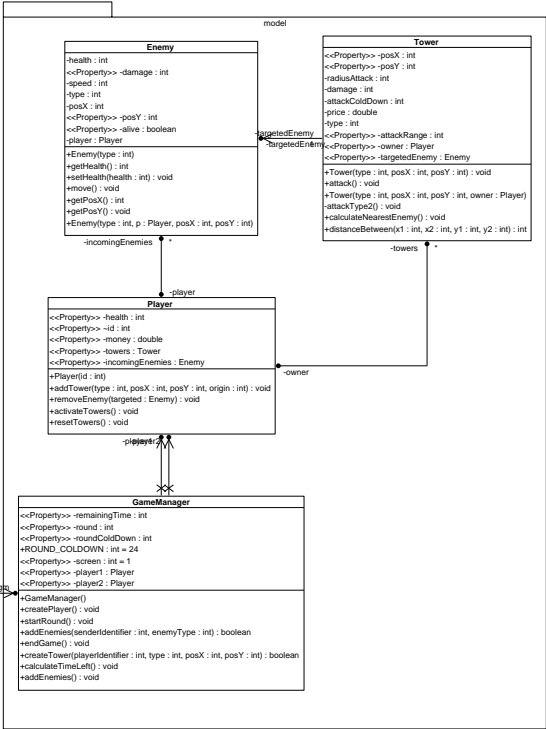 model
Enemy
-health : int
<<Property>> -damage : int
-speed : int
-type : int
-posX : int
<<Property>> -posY : int
<<Property>> -alive : boolean
-player : Player
+Enemy(type : int)
+getHealth() : int
+setHealth(health : int) : void
+move() : void
+getPosX() : int
+getPosY() : void
+Enemy(type : int, p : Player, posX : int, posY : int)
Tower
<<Property>> -posX : int
<<Property>> -posY : int
-radiusAttack : int
-damage : int
-attackColdDown : int
-price : double
-type : int
<<Property>> -attackRange : int
<<Property>> -owner : Player
<<Property>> -targetedEnemy : Enemy
+Tower(type : int, posX : int, posY : int) : void
+attack() : void
+Tower(type : int, posX : int, posY : int, owner : Player)
-attackType2() : void
+calculateNearestEnemy() : void
+distanceBetween(x1 : int, x2 : int, y1 : int, y2 : int) : int
-targetedEnemy
-targetedEnemy
-incomingEnemies *
-towers *
-player
Player
<<Property>> -health : int
<<Property>> ~id : int
<<Property>> -money : double
<<Property>> -towers : Tower
<<Property>> -incomingEnemies : Enemy
+Player(id : int)
+addTower(type : int, posX : int, posY : int, origin : int) : void
+removeEnemy(targeted : Enemy) : void
+activateTowers() : void
+resetTowers() : void
-owner
-player2
GameManager
<<Property>> -remainingTime : int
<<Property>> -round : int
<<Property>> -roundColdDown : int
+ROUND_COLDOWN : int = 24
<<Property>> -screen : int = 1
<<Property>> -player1 : Player
<<Property>> -player2 : Player
+GameManager()
+createPlayer() : void
+startRound() : void
+addEnemies(senderIdentifier : int, enemyType : int) : boolean
+endGame() : void
+createTower(playerIdentifier : int, type : int, posX : int, posY : int) : boolean
+calculateTimeLeft() : void
+addEnemies() : void